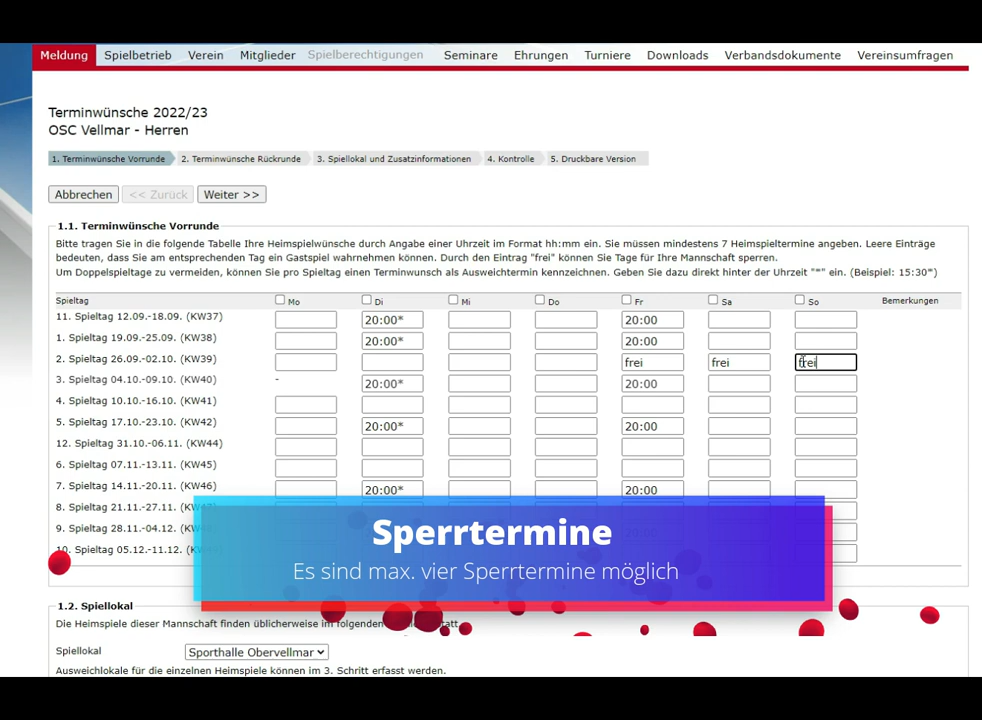 Meldung Spielbetrieb Verein Mitglieder Spielberechtigungen Seminare Ehrungen Turniere Downloads Verbandsdokumente Vereinsumfragen
Terminwünsche 2022/23
OSC Vellmar - Herren
1. Terminwünsche Vorrunde 2. Terminwünsche Rückrunde 3. Spiellokal und Zusatzinformationen 4. Kontrolle 5. Druckbare Version
Abbrechen << Zurück Weiter >>
1.1. Terminwünsche Vorrunde
Bitte tragen Sie in die folgende Tabelle Ihre Heimspielwünsche durch Angabe einer Uhrzeit im Format hh:mm ein. Sie müssen mindestens 7 Heimspieltermine angeben. Leere Einträge
bedeuten, dass Sie am entsprechenden Tag ein Gastspiel wahrnehmen können. Durch den Eintrag "frei" können Sie Tage für Ihre Mannschaft sperren.
Um Doppelspieltage zu vermeiden, können Sie pro Spieltag einen Terminwunsch als Ausweichtermin kennzeichnen. Geben Sie dazu direkt hinter der Uhrzeit "*" ein. (Beispiel: 15:30*)
Spieltag Mo Di Mi Do Fr Sa So Bemerkungen
11. Spieltag 12.09.-18.09. (KW37) 20:00* 20:00
1. Spieltag 19.09.-25.09. (KW38) 20:00* 20:00
2. Spieltag 26.09.-02.10. (KW39) frei frei frei
3. Spieltag 04.10.-09.10. (KW40) - 20:00* 20:00
4. Spieltag 10.10.-16.10. (KW41)
5. Spieltag 17.10.-23.10. (KW42) 20:00* 20:00
12. Spieltag 31.10.-06.11. (KW44)
6. Spieltag 07.11.-13.11. (KW45)
7. Spieltag 14.11.-20.11. (KW46) 20:00* 20:00
8. Spieltag 21.11.-27.11.
9. Spieltag 28.11.-04.12.
10. Spieltag 05.12.-11.12.
Sperrtermine
Es sind max. vier Sperrtermine möglich
1.2. Spiellokal
Die Heimspiele dieser Mannschaft finden üblicherweise im folgenden
Spiellokal Sporthalle Obervellmar
Ausweichlokale für die einzelnen Heimspiele können im 3. Schritt erfasst werden.